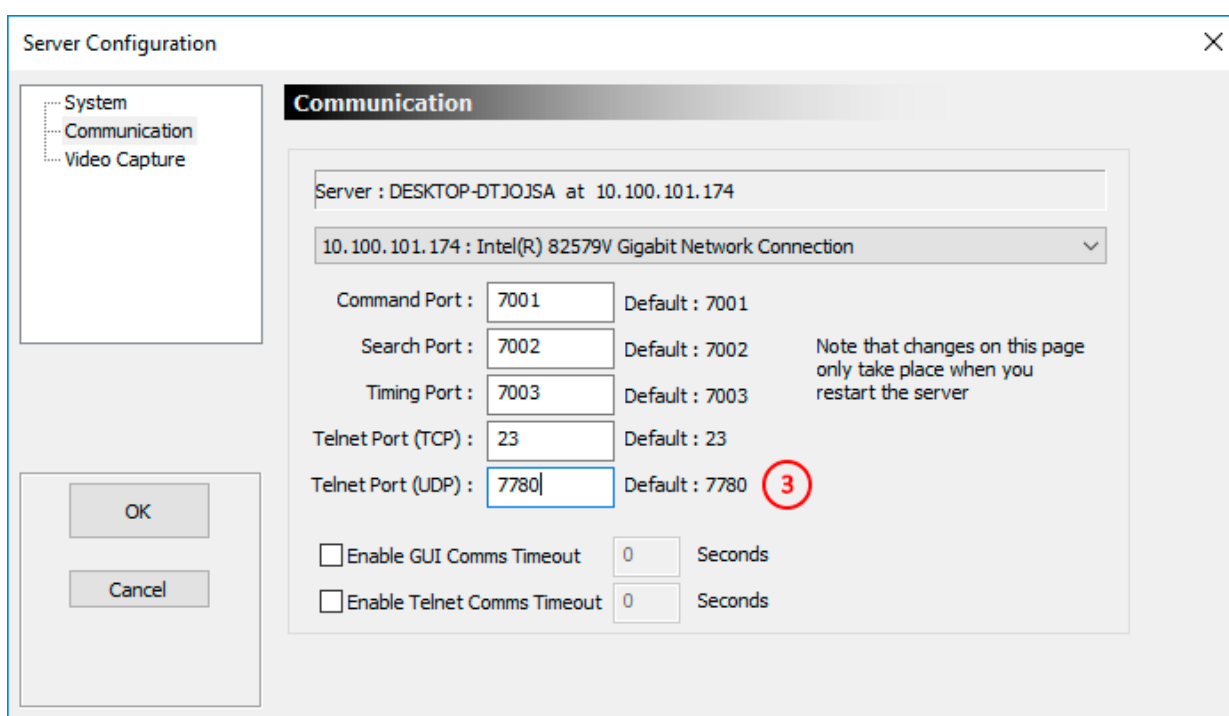 Server Configuration
System
Communication
Video Capture
Communication
Server : DESKTOP-DTJOJSA at 10.100.101.174
10.100.101.174 : Intel(R) 82579V Gigabit Network Connection
Command Port : 7001 Default : 7001
Search Port : 7002 Default : 7002
Timing Port : 7003 Default : 7003
Note that changes on this page
only take place when you
restart the server
Telnet Port (TCP) : 23 Default : 23
Telnet Port (UDP) : 7780 Default : 7780 3
Enable GUI Comms Timeout 0 Seconds
Enable Telnet Comms Timeout 0 Seconds
OK
Cancel